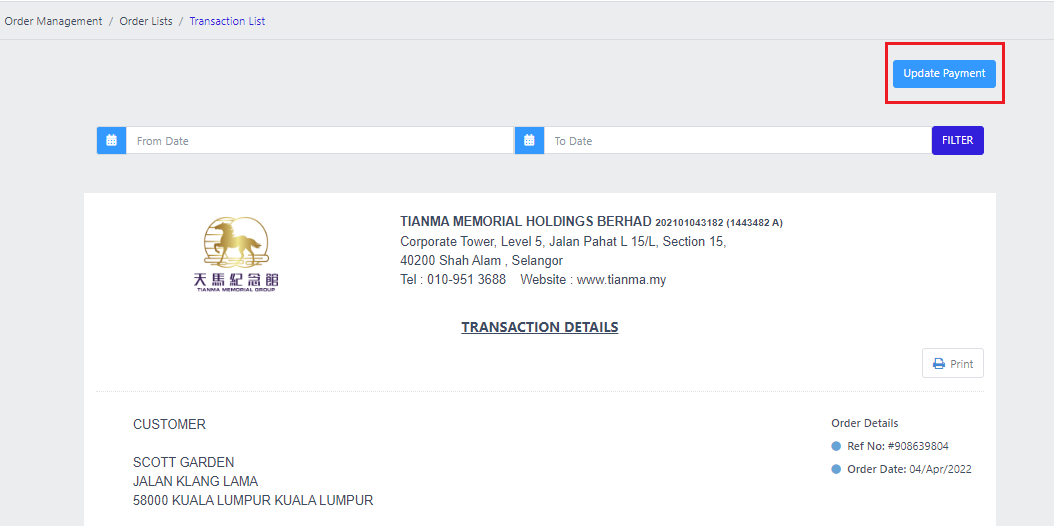 Order Management / Order Lists / Transaction List
Update Payment
From Date
To Date
FILTER
TIANMA MEMORIAL HOLDINGS BERHAD 202101043182 (1443482 A)
Corporate Tower, Level 5, Jalan Pahat L 15/L, Section 15,
40200 Shah Alam , Selangor
Tel : 010-951 3688 Website : www.tianma.my
天馬紀念館
TIANMA MEMORIAL GROUP
TRANSACTION DETAILS
Print
CUSTOMER
SCOTT GARDEN
JALAN KLANG LAMA
58000 KUALA LUMPUR KUALA LUMPUR
Order Details
Ref No: #908639804
Order Date: 04/Apr/2022